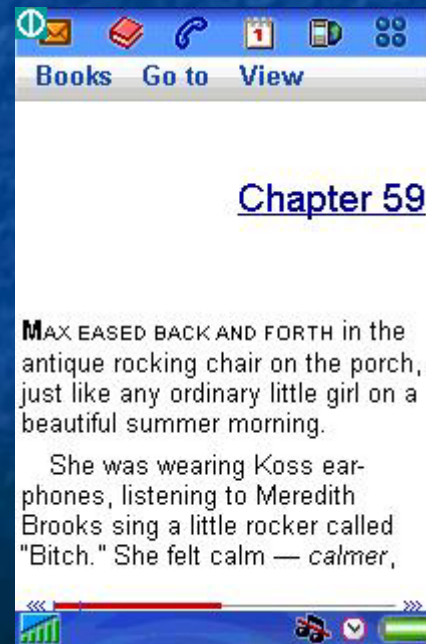 1
Books Go to View
Chapter 59
MAX EASED BACK AND FORTH in the
antique rocking chair on the porch,
just like any ordinary little girl on a
beautiful summer morning.
She was wearing Koss ear-
phones, listening to Meredith
Brooks sing a little rocker called
"Bitch." She felt calm — calmer,